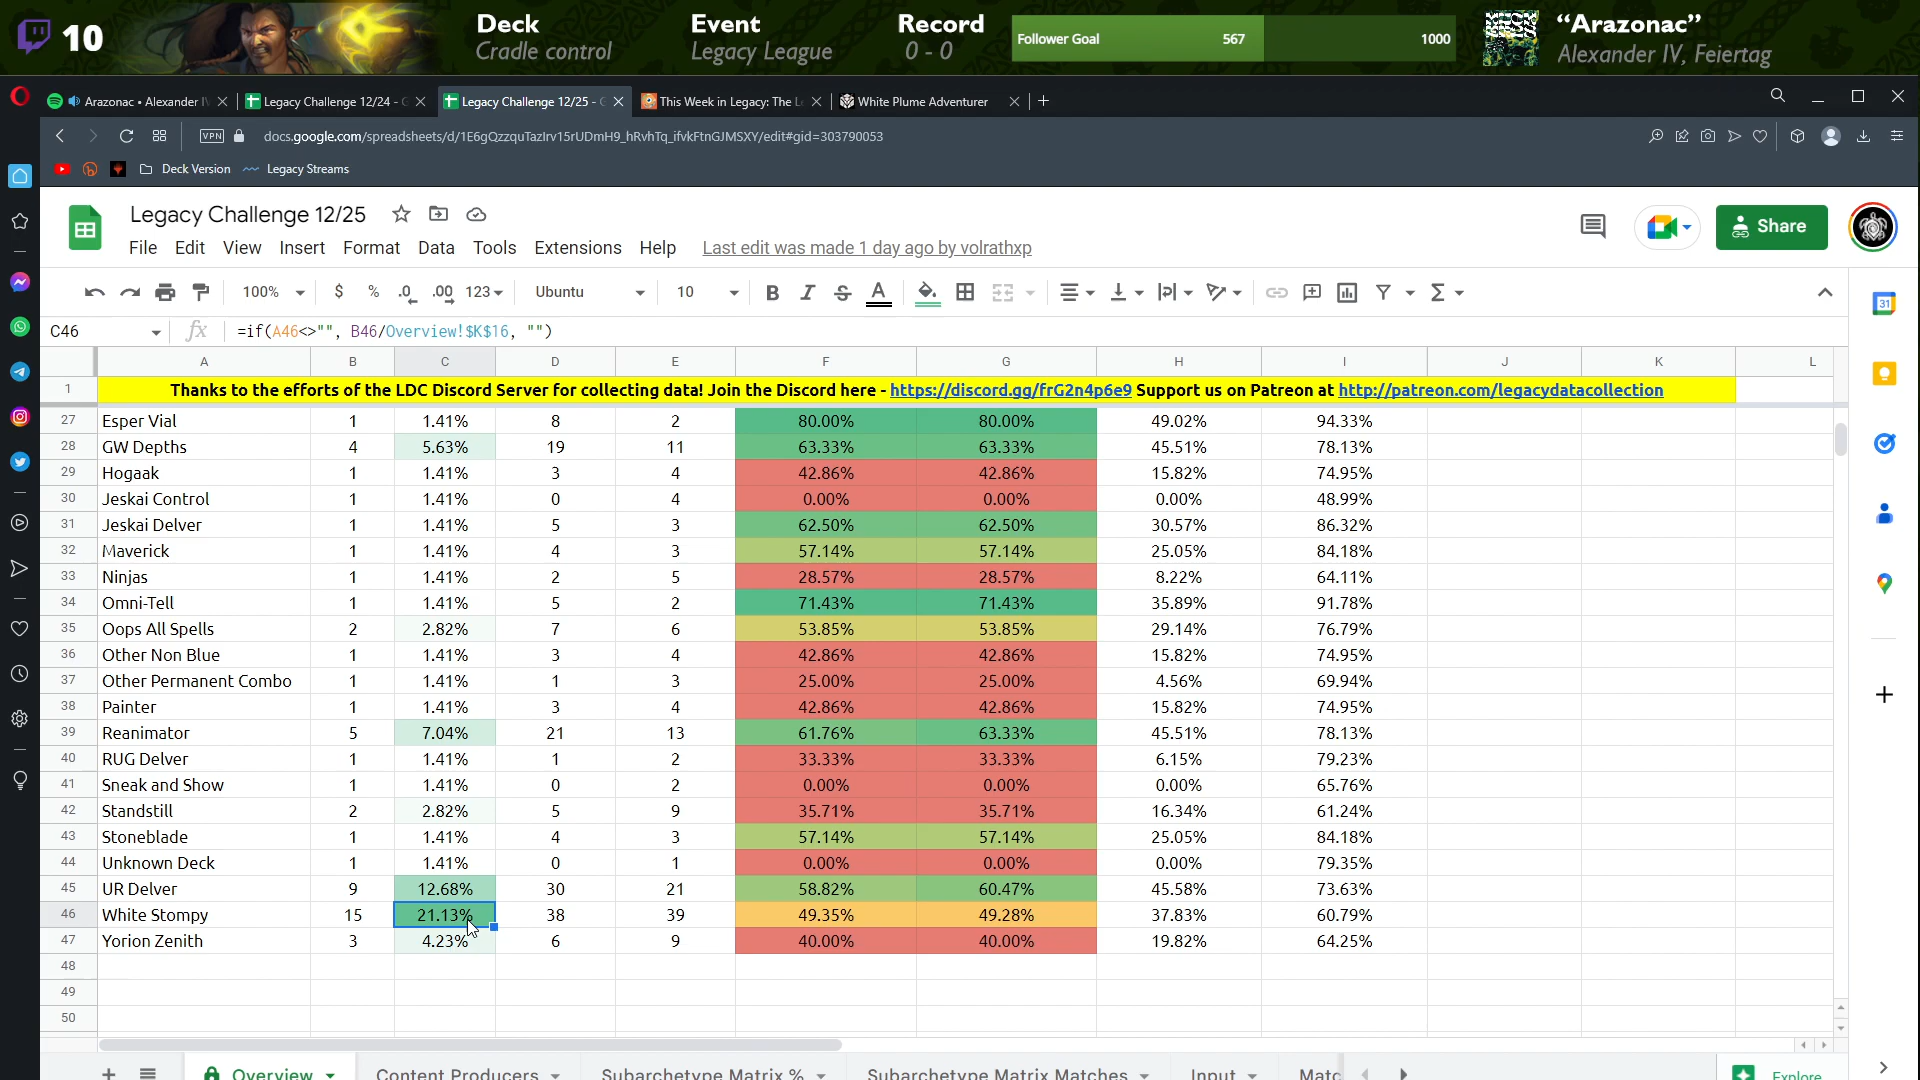 10
Deck
Cradle control
Event
Legacy League
Record
0 - 0
Follower Goal 567 1000
“Arazonac”
Alexander IV, Feiertag
Arazonac • Alexander I
Legacy Challenge 12/24 -
Legacy Challenge 12/25 -
This Week in Legacy: The L
White Plume Adventurer
VPN docs.google.com/spreadsheets/d/1E6gQzzquTazIrv15rUDmH9_hRvhTq_ifvkFtnGJMSXY/edit#gid=303790053
Deck Version Legacy Streams
Legacy Challenge 12/25
File Edit View Insert Format Data Tools Extensions Help Last edit was made 1 day ago by volrathxp
Share
100% $ % .0 .00 123 Ubuntu 10 B I S A
C46 fx =if(A46<>"", B46/Overview!$K$16, "")
A B C D E F G H I J K L
1 Thanks to the efforts of the LDC Discord Server for collecting data! Join the Discord here - https://discord.gg/frG2n4p6e9 Support us on Patreon at http://patreon.com/legacydatacollection
27 Esper Vial 1 1.41% 8 2 80.00% 80.00% 49.02% 94.33%
28 GW Depths 4 5.63% 19 11 63.33% 63.33% 45.51% 78.13%
29 Hogaak 1 1.41% 3 4 42.86% 42.86% 15.82% 74.95%
30 Jeskai Control 1 1.41% 0 4 0.00% 0.00% 0.00% 48.99%
31 Jeskai Delver 1 1.41% 5 3 62.50% 62.50% 30.57% 86.32%
32 Maverick 1 1.41% 4 3 57.14% 57.14% 25.05% 84.18%
33 Ninjas 1 1.41% 2 5 28.57% 28.57% 8.22% 64.11%
34 Omni-Tell 1 1.41% 5 2 71.43% 71.43% 35.89% 91.78%
35 Oops All Spells 2 2.82% 7 6 53.85% 53.85% 29.14% 76.79%
36 Other Non Blue 1 1.41% 3 4 42.86% 42.86% 15.82% 74.95%
37 Other Permanent Combo 1 1.41% 1 3 25.00% 25.00% 4.56% 69.94%
38 Painter 1 1.41% 3 4 42.86% 42.86% 15.82% 74.95%
39 Reanimator 5 7.04% 21 13 61.76% 63.33% 45.51% 78.13%
40 RUG Delver 1 1.41% 1 2 33.33% 33.33% 6.15% 79.23%
41 Sneak and Show 1 1.41% 0 2 0.00% 0.00% 0.00% 65.76%
42 Standstill 2 2.82% 5 9 35.71% 35.71% 16.34% 61.24%
43 Stoneblade 1 1.41% 4 3 57.14% 57.14% 25.05% 84.18%
44 Unknown Deck 1 1.41% 0 1 0.00% 0.00% 0.00% 79.35%
45 UR Delver 9 12.68% 30 21 58.82% 60.47% 45.58% 73.63%
46 White Stompy 15 21.13% 38 39 49.35% 49.28% 37.83% 60.79%
47 Yorion Zenith 3 4.23% 6 9 40.00% 40.00% 19.82% 64.25%
48
49
50
Overview Content Producers Subarchetype Matrix % Subarchetype Matrix Matches Input Matc Explore
31